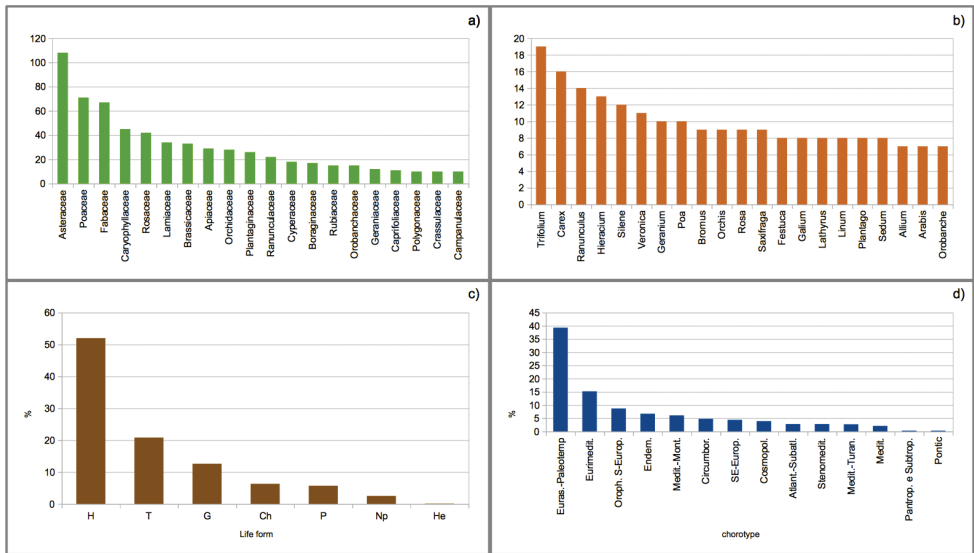 a)
120
100
80
60
40
20
0
Asteraceae
Poaceae
Fabaceae
Caryophyllaceae
Rosaceae
Lamiaceae
Brassicaceae
Apiaceae
Orchidaceae
Plantaginaceae
Ranunculaceae
Cyperaceae
Boraginaceae
Rubiaceae
Orobanchaceae
Geraniaceae
Caprifliaceae
Polygonaceae
Crassulaceae
Campanulaceae
b)
20
18
16
14
12
10
8
6
4
2
0
Trifolium
Carex
Ranunculus
Hieracium
Silene
Veronica
Geranium
Poa
Bromus
Orchis
Rosa
Saxifraga
Festuca
Galium
Lathyrus
Linum
Plantago
Sedum
Allium
Arabis
Orobanche
c)
60
50
40
30
20
10
0
%
H T G Ch P Np He
Life form
d)
45
40
35
30
25
20
15
10
5
0
%
Euras.-Paleotemp
Eurimedit.
Oroph. S-Europ.
Endem.
Medit.-Mont.
Circumbor.
SE-Europ.
Cosmopol.
Atlant.-Subatl.
Stenomedit.
Medit.-Turan.
Medit.
Pantrop. e Subtrop.
Pontic
chorotype